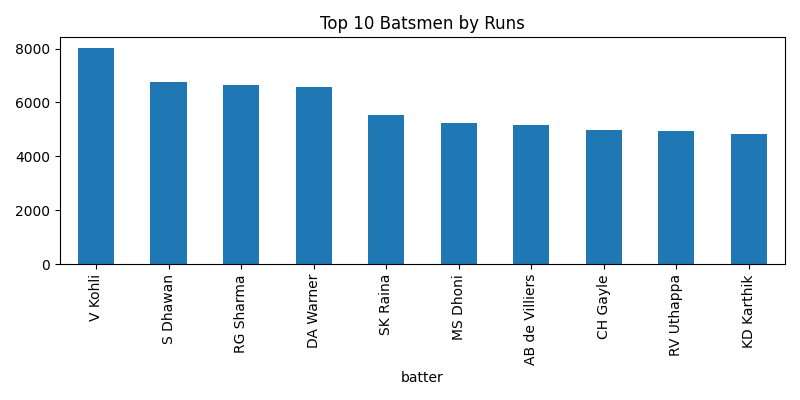 Top 10 Batsmen by Runs
8000
6000
4000
2000
0
V Kohli
S Dhawan
RG Sharma
DA Warner
SK Raina
MS Dhoni
AB de Villiers
CH Gayle
RV Uthappa
KD Karthik
batter